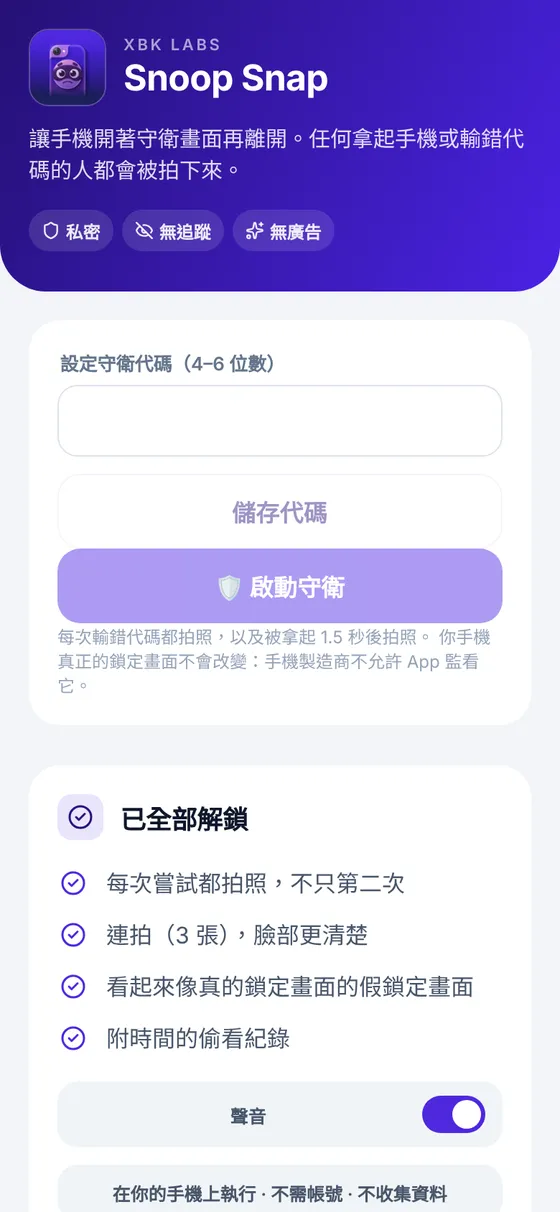 XBK LABS
Snoop Snap
讓手機開著守衛畫面再離開。任何拿起手機或輸錯代
碼的人都會被拍下來。
私密
無追蹤
無廣告
設定守衛代碼（4–6 位數）
儲存代碼
🛡️ 啟動守衛
每次輸錯代碼都拍照，以及被拿起 1.5 秒後拍照。 你手機
真正的鎖定畫面不會改變：手機製造商不允許 App 監看
它。
已全部解鎖
每次嘗試都拍照，不只第二次
連拍（3 張），臉部更清楚
看起來像真的鎖定畫面的假鎖定畫面
附時間的偷看紀錄
聲音
在你的手機上執行 · 不需帳號 · 不收集資料